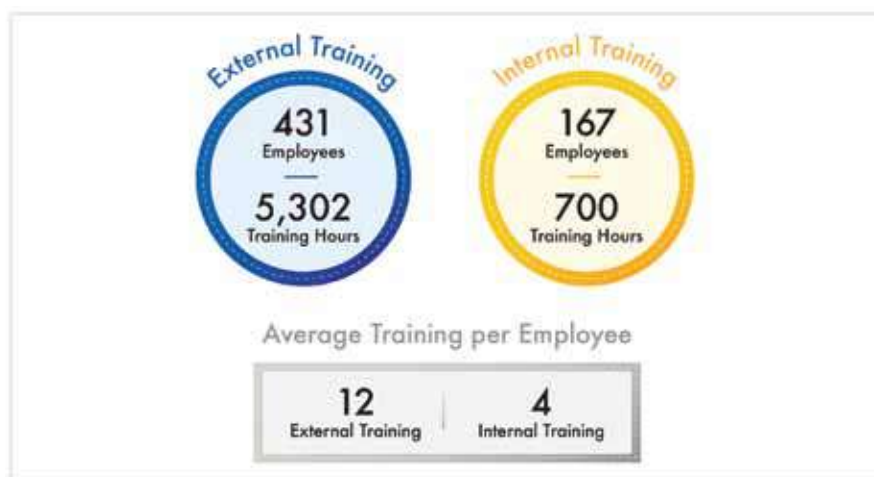 External Training
431
Employees
5,302
Training Hours
Internal Training
167
Employees
700
Training Hours
Average Training per Employee
12
External Training
4
Internal Training